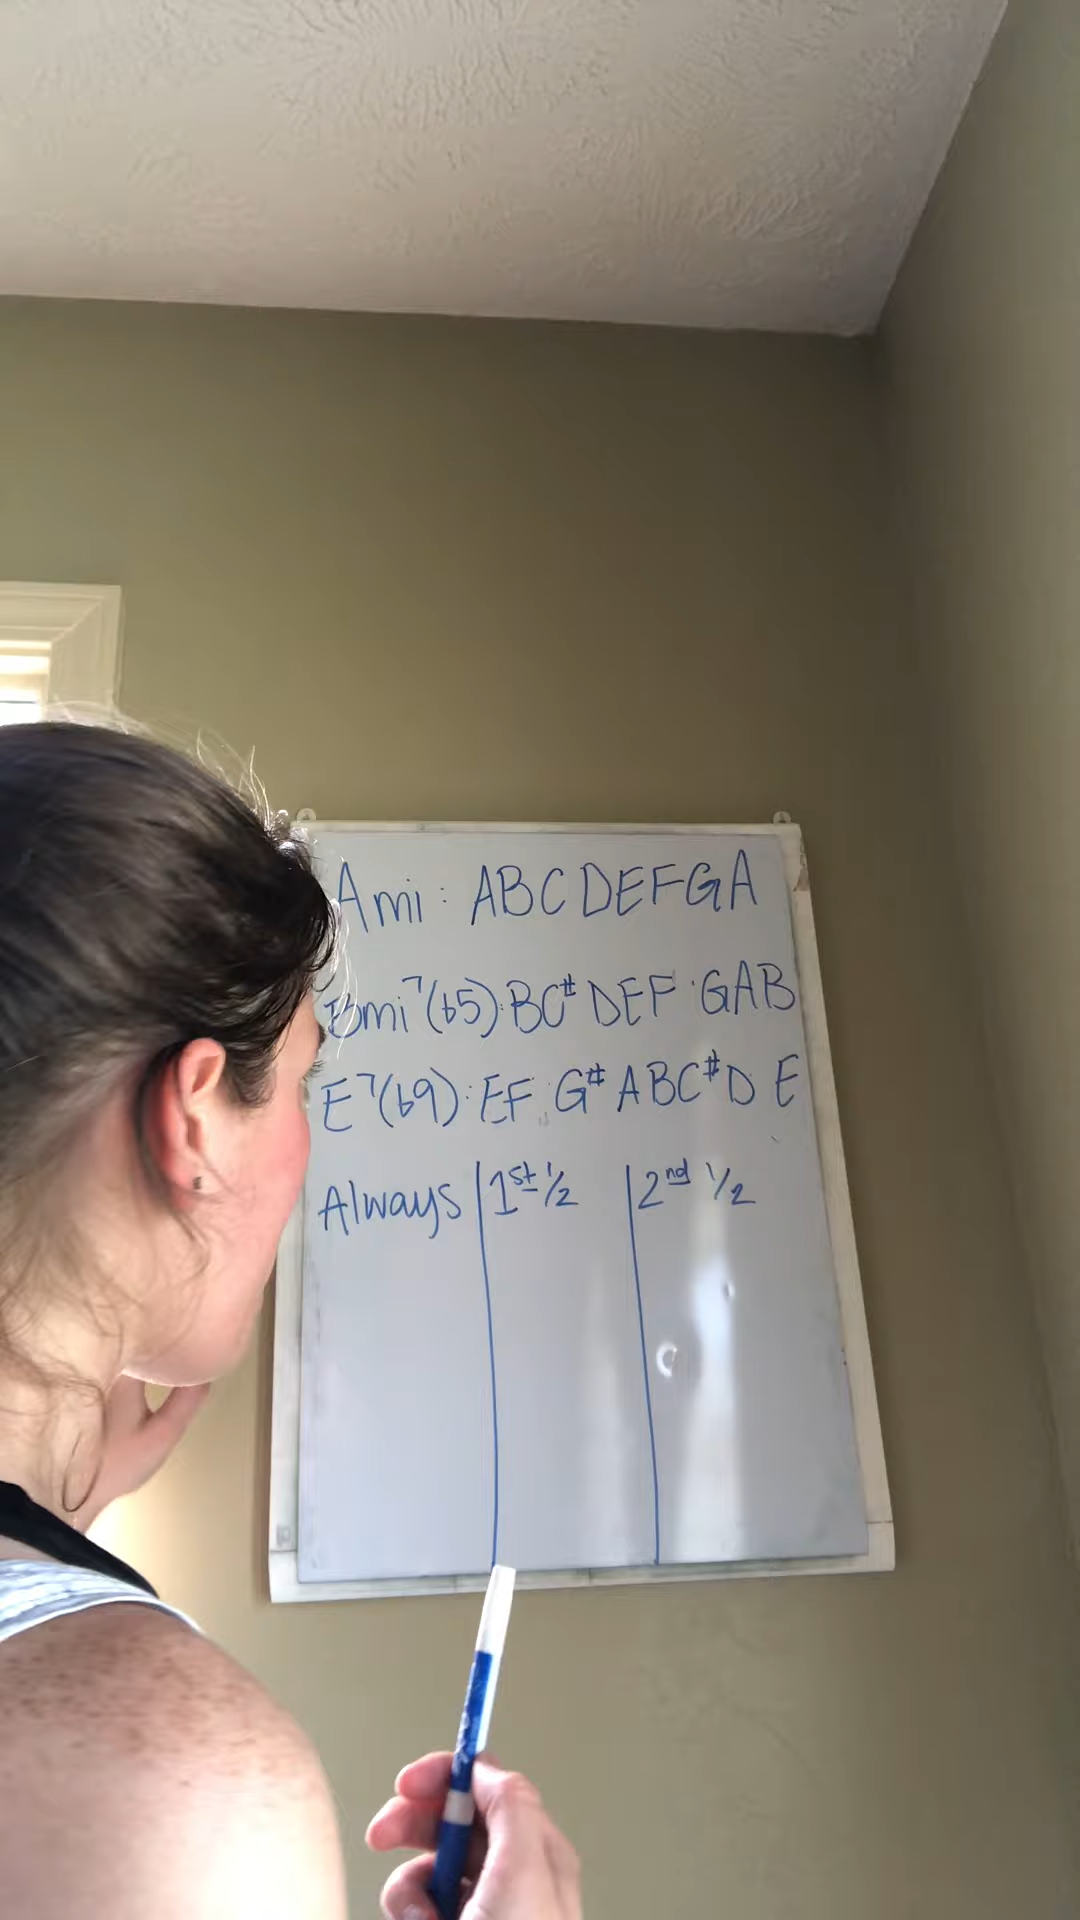 Ami: ABCDEFGA
Bmi⁷(b5): BC# DEF GAB
E⁷(b9): EF G# ABC# D E
Always | 1st ½ | 2nd ½